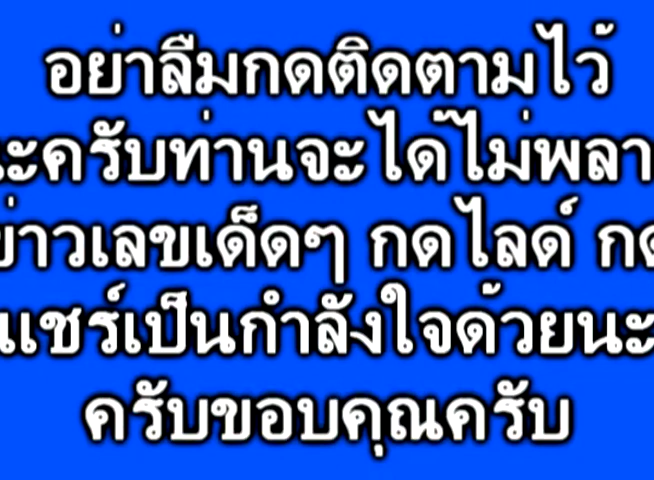 อย่าลืมกดติดตามไว้
นะครับท่านจะได้ไม่พลา
ข่าวเลขเด็ดๆ กดไลด์ กด
แชร์เป็นกำลังใจด้วยนะ
ครับขอบคุณครับ